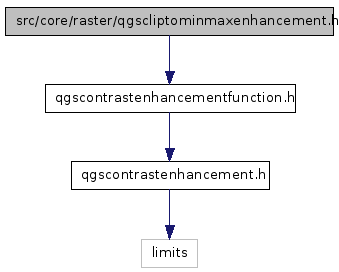 src/core/raster/qgscliptominmaxenhancement.h
qgscontrastenhancementfunction.h
qgscontrastenhancement.h
limits